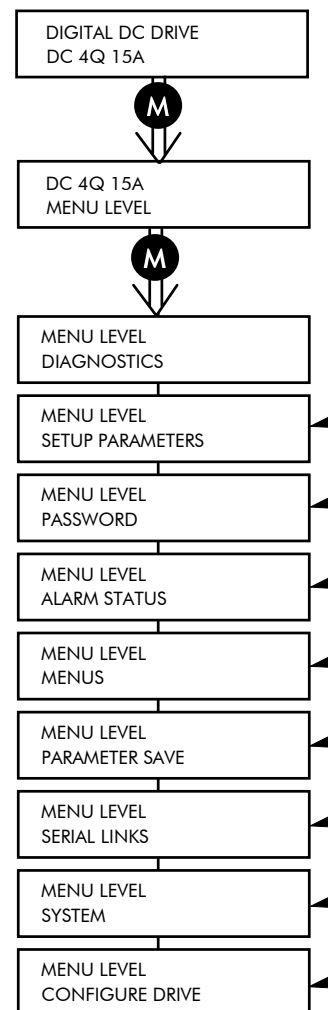 DIGITAL DC DRIVE
DC 4Q 15A
M
DC 4Q 15A
MENU LEVEL
M
MENU LEVEL
DIAGNOSTICS
MENU LEVEL
SETUP PARAMETERS
MENU LEVEL
PASSWORD
MENU LEVEL
ALARM STATUS
MENU LEVEL
MENUS
MENU LEVEL
PARAMETER SAVE
MENU LEVEL
SERIAL LINKS
MENU LEVEL
SYSTEM
MENU LEVEL
CONFIGURE DRIVE